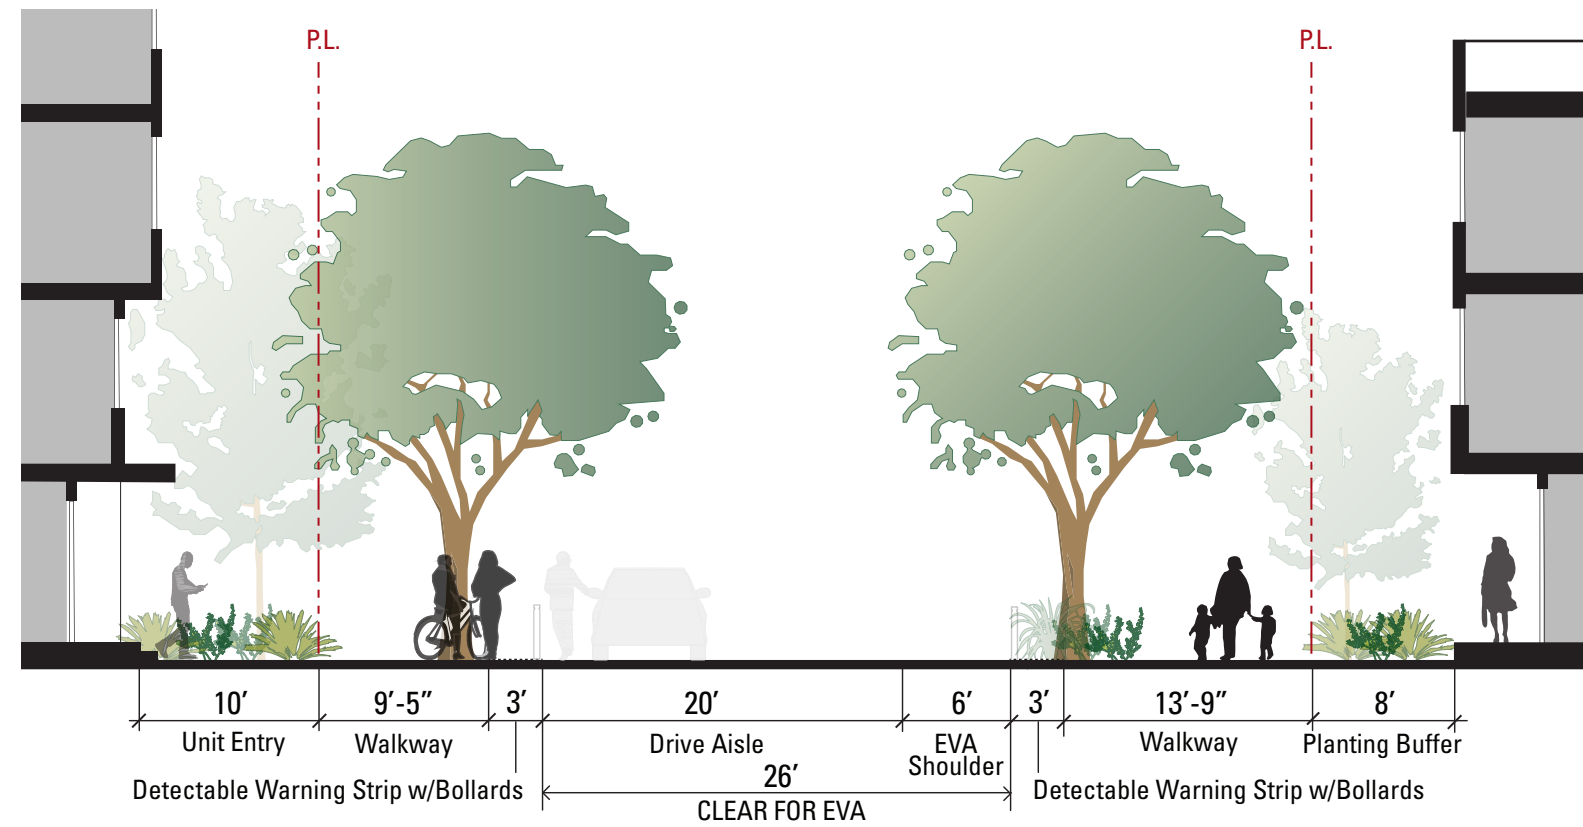 P.L.
P.L.
10’
9’-5”
3’
20’
6’
3’
13’-9”
8’
Unit Entry
Walkway
Drive Aisle
EVA
Shoulder
Walkway
Planting Buffer
Detectable Warning Strip w/Bollards
26’
Detectable Warning Strip w/Bollards
CLEAR FOR EVA